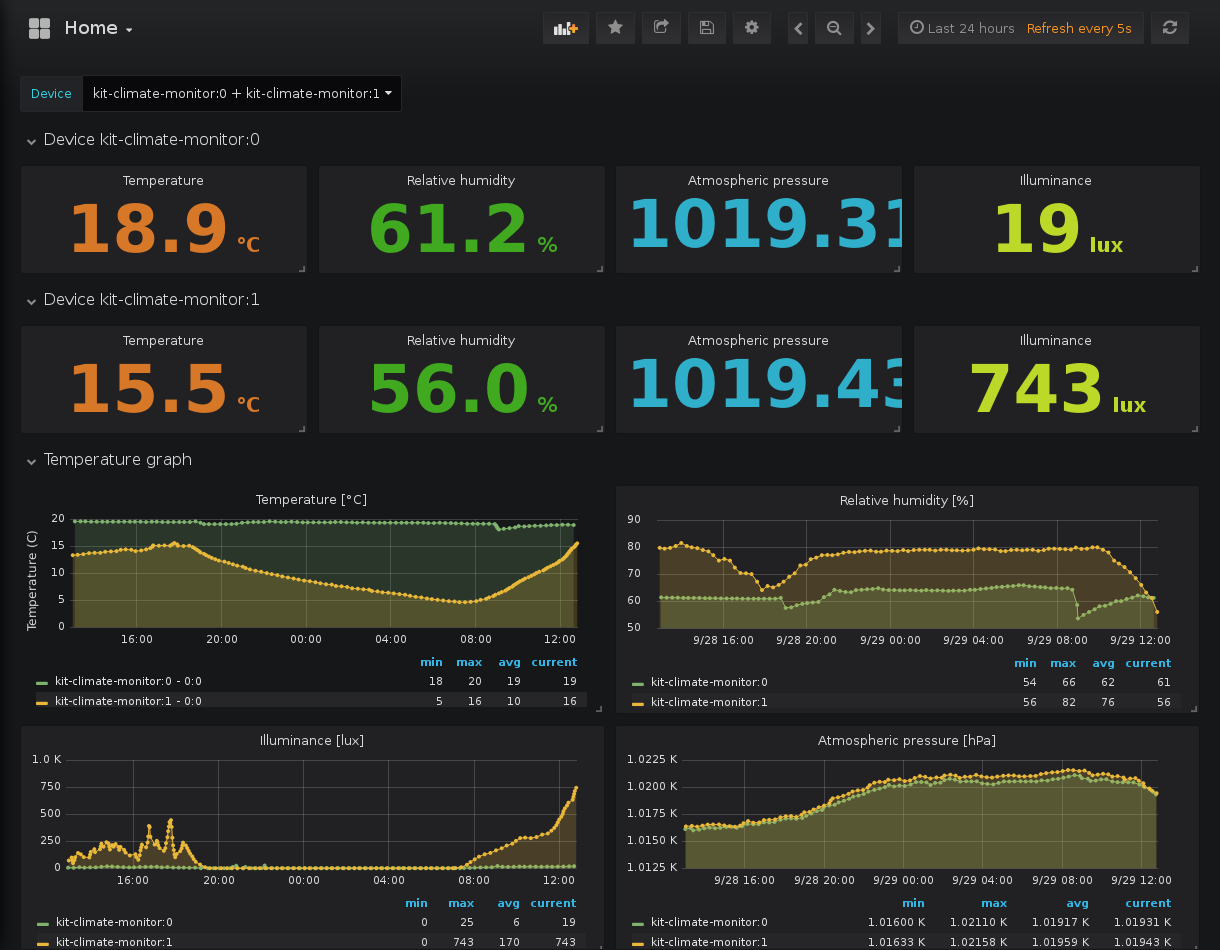 Home
Last 24 hours Refresh every 5s
Device kit-climate-monitor:0 + kit-climate-monitor:1
Device kit-climate-monitor:0
Temperature Relative humidity Atmospheric pressure Illuminance
18.9 °C 61.2 % 1019.31 19 lux
Device kit-climate-monitor:1
Temperature Relative humidity Atmospheric pressure Illuminance
15.5 °C 56.0 % 1019.43 743 lux
Temperature graph
Temperature [°C]
Temperature (C)
20
15
10
5
0
16:00 20:00 00:00 04:00 08:00 12:00
min max avg current
kit-climate-monitor:0 - 0:0 18 20 19 19
kit-climate-monitor:1 - 0:0 5 16 10 16
Relative humidity [%]
90
80
70
60
50
9/28 16:00 9/28 20:00 9/29 00:00 9/29 04:00 9/29 08:00 9/29 12:00
min max avg current
kit-climate-monitor:0 54 66 62 61
kit-climate-monitor:1 56 82 76 56
Illuminance [lux]
1.0 K
750
500
250
0
16:00 20:00 00:00 04:00 08:00 12:00
min max avg current
kit-climate-monitor:0 0 25 6 19
kit-climate-monitor:1 0 743 170 743
Atmospheric pressure [hPa]
1.0225 K
1.0200 K
1.0175 K
1.0150 K
1.0125 K
9/28 16:00 9/28 20:00 9/29 00:00 9/29 04:00 9/29 08:00 9/29 12:00
min max avg current
kit-climate-monitor:0 1.01600 K 1.02110 K 1.01917 K 1.01931 K
kit-climate-monitor:1 1.01633 K 1.02158 K 1.01959 K 1.01943 K